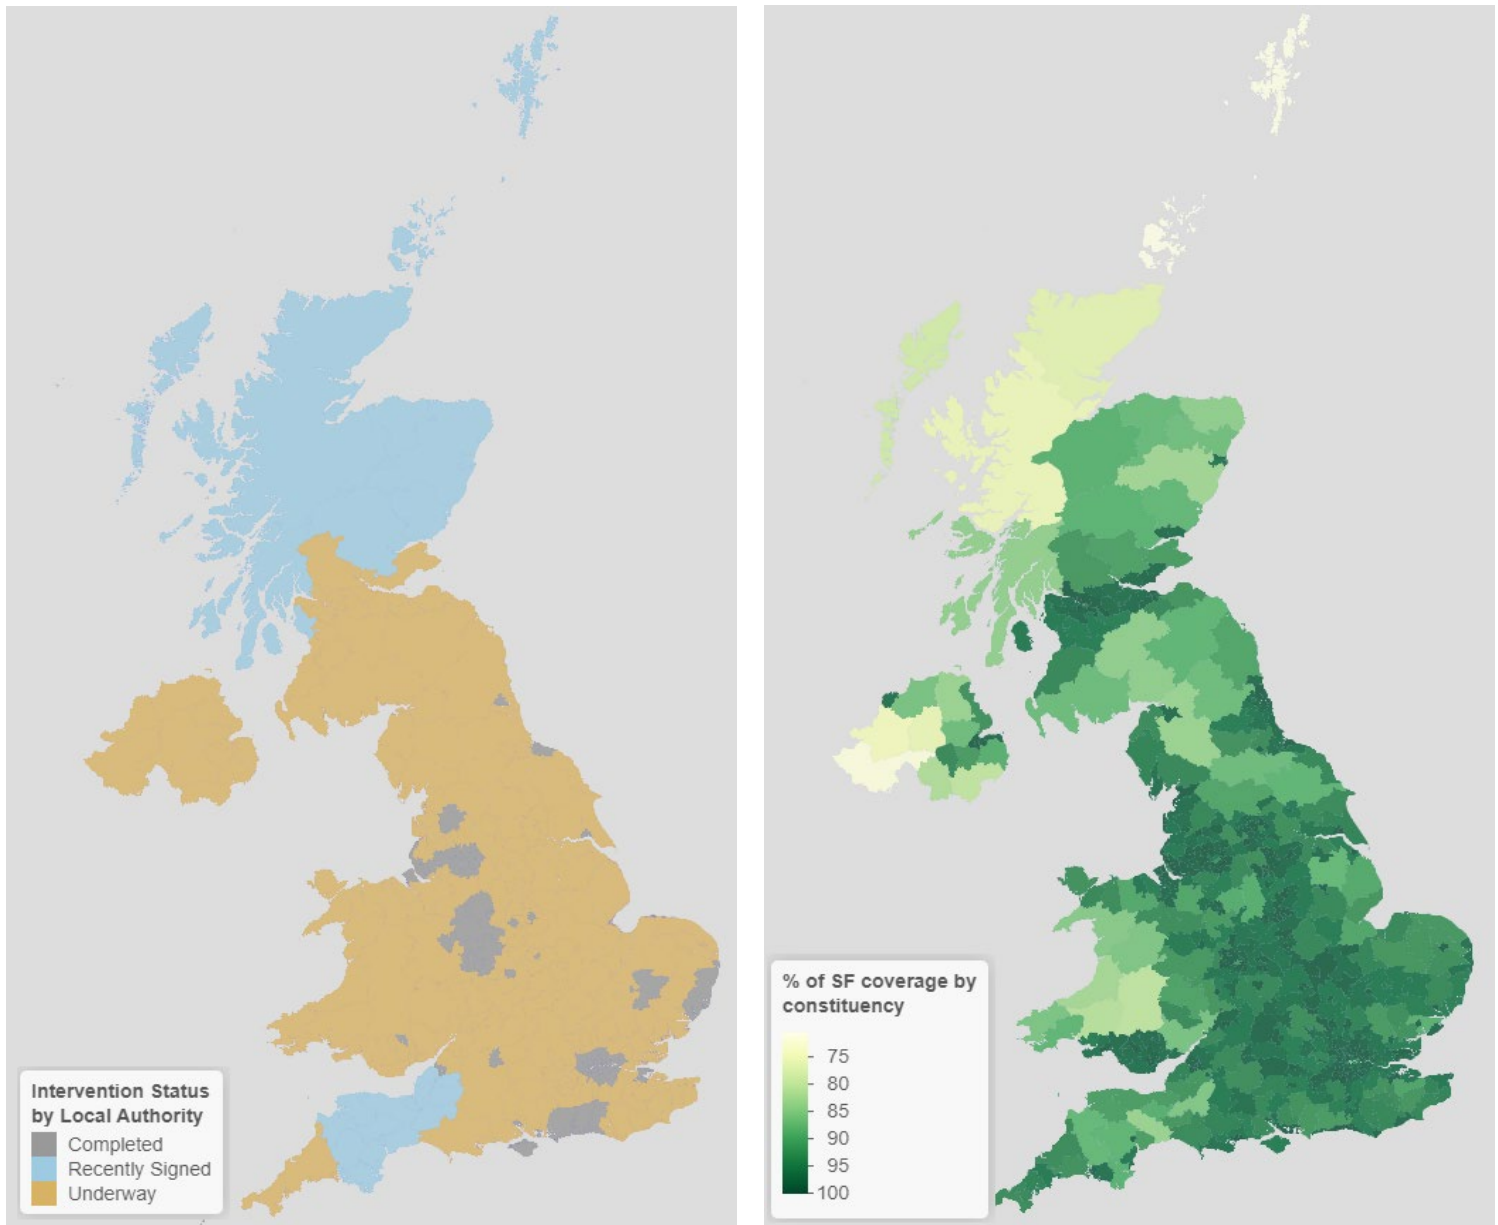 Intervention Status
by Local Authority
Completed
Recently Signed
Underway
% of SF coverage by
constituency
75
80
85
90
95
100